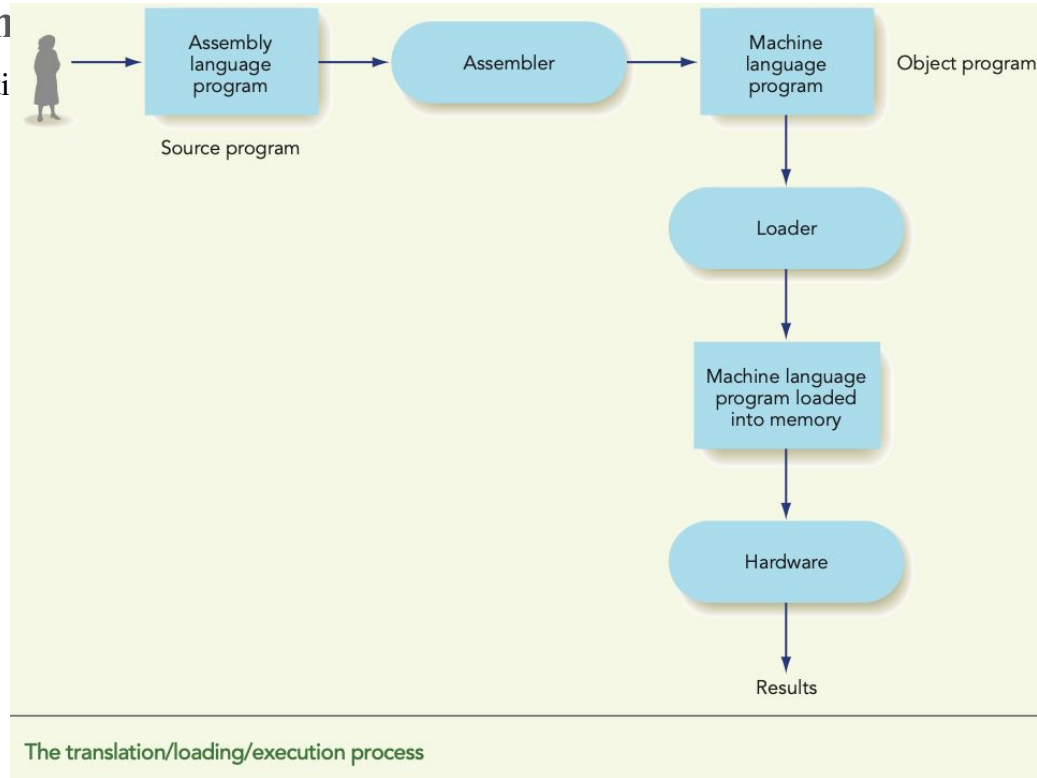 Assembly
language
program
Source program
Assembler
Machine
language
program
Object program
Loader
Machine language
program loaded
into memory
Hardware
Results
The translation/loading/execution process